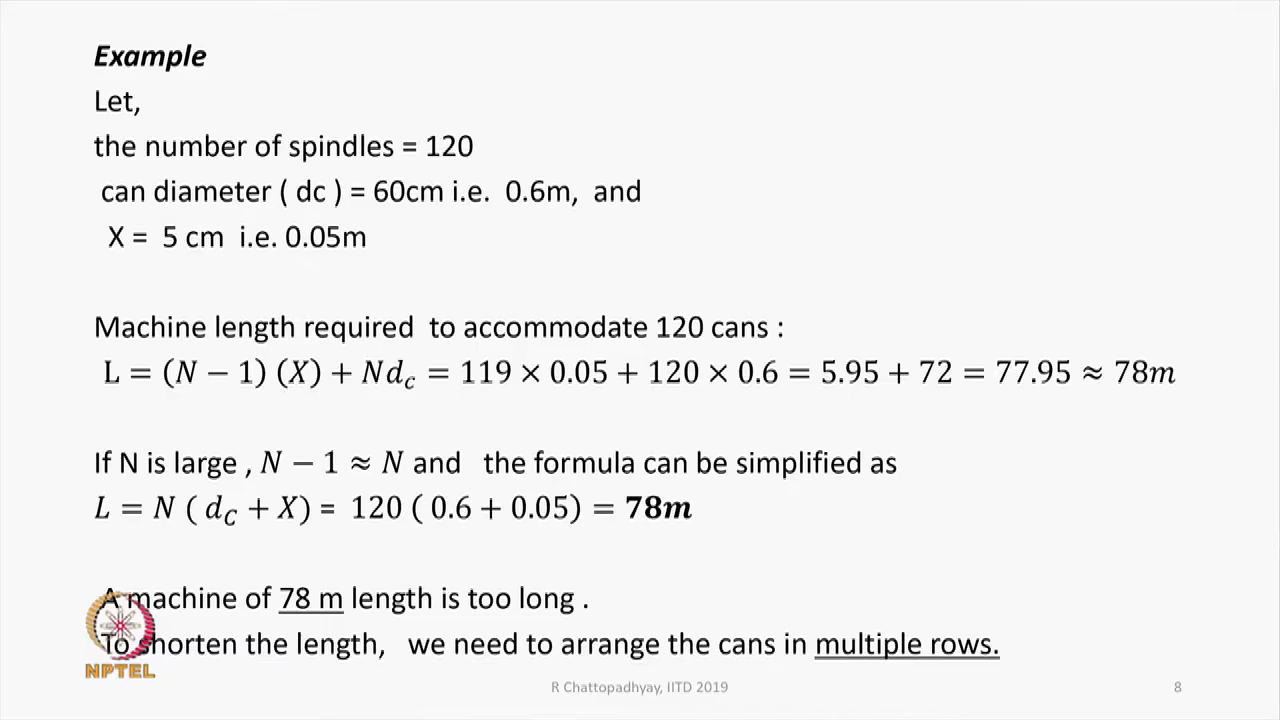 Example
Let,
the number of spindles = 120
can diameter ( dc ) = 60cm i.e. 0.6m, and
X = 5 cm i.e. 0.05m
Machine length required to accommodate 120 cans :
L = (N − 1) (X) + Nd_c = 119 × 0.05 + 120 × 0.6 = 5.95 + 72 = 77.95 ≈ 78m
If N is large , N − 1 ≈ N and the formula can be simplified as
L = N ( d_C + X) = 120 ( 0.6 + 0.05) = 78m
A machine of 78 m length is too long .
To shorten the length, we need to arrange the cans in multiple rows.
NPTEL
R Chattopadhyay, IITD 2019
8